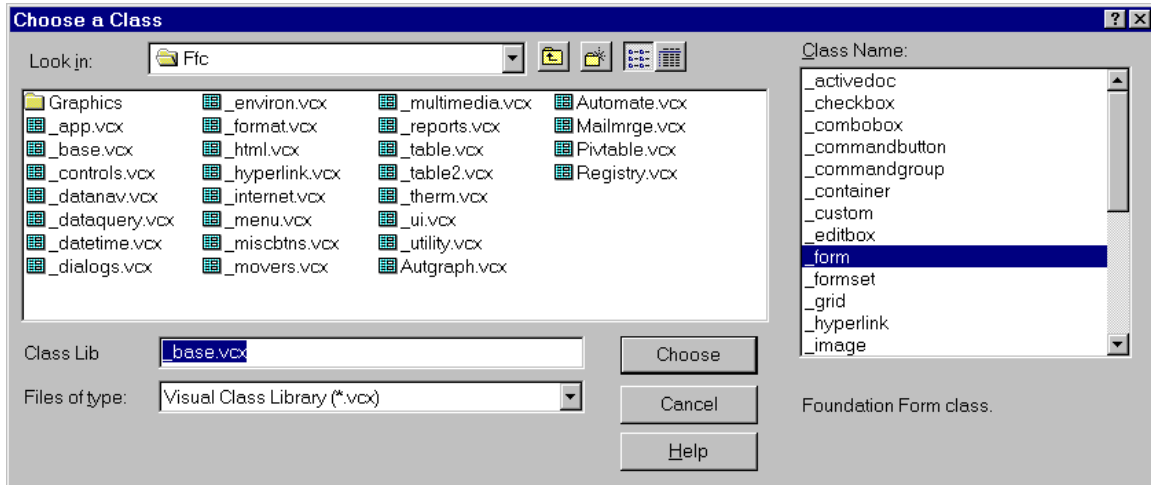 Choose a Class
Look in: Ffc
Graphics _environ.vcx _multimedia.vcx Automate.vcx
_app.vcx _format.vcx _reports.vcx Mailmrge.vcx
_base.vcx _html.vcx _table.vcx Pivtable.vcx
_controls.vcx _hyperlink.vcx _table2.vcx Registry.vcx
_datanav.vcx _internet.vcx _therm.vcx
_dataquery.vcx _menu.vcx _ui.vcx
_datetime.vcx _miscbtns.vcx _utility.vcx
_dialogs.vcx _movers.vcx Autgraph.vcx
Class Lib _base.vcx
Files of type: Visual Class Library (*.vcx)
Choose
Cancel
Help
Class Name:
_activedoc
_checkbox
_combobox
_commandbutton
_commandgroup
_container
_custom
_editbox
_form
_formset
_grid
_hyperlink
_image
Foundation Form class.